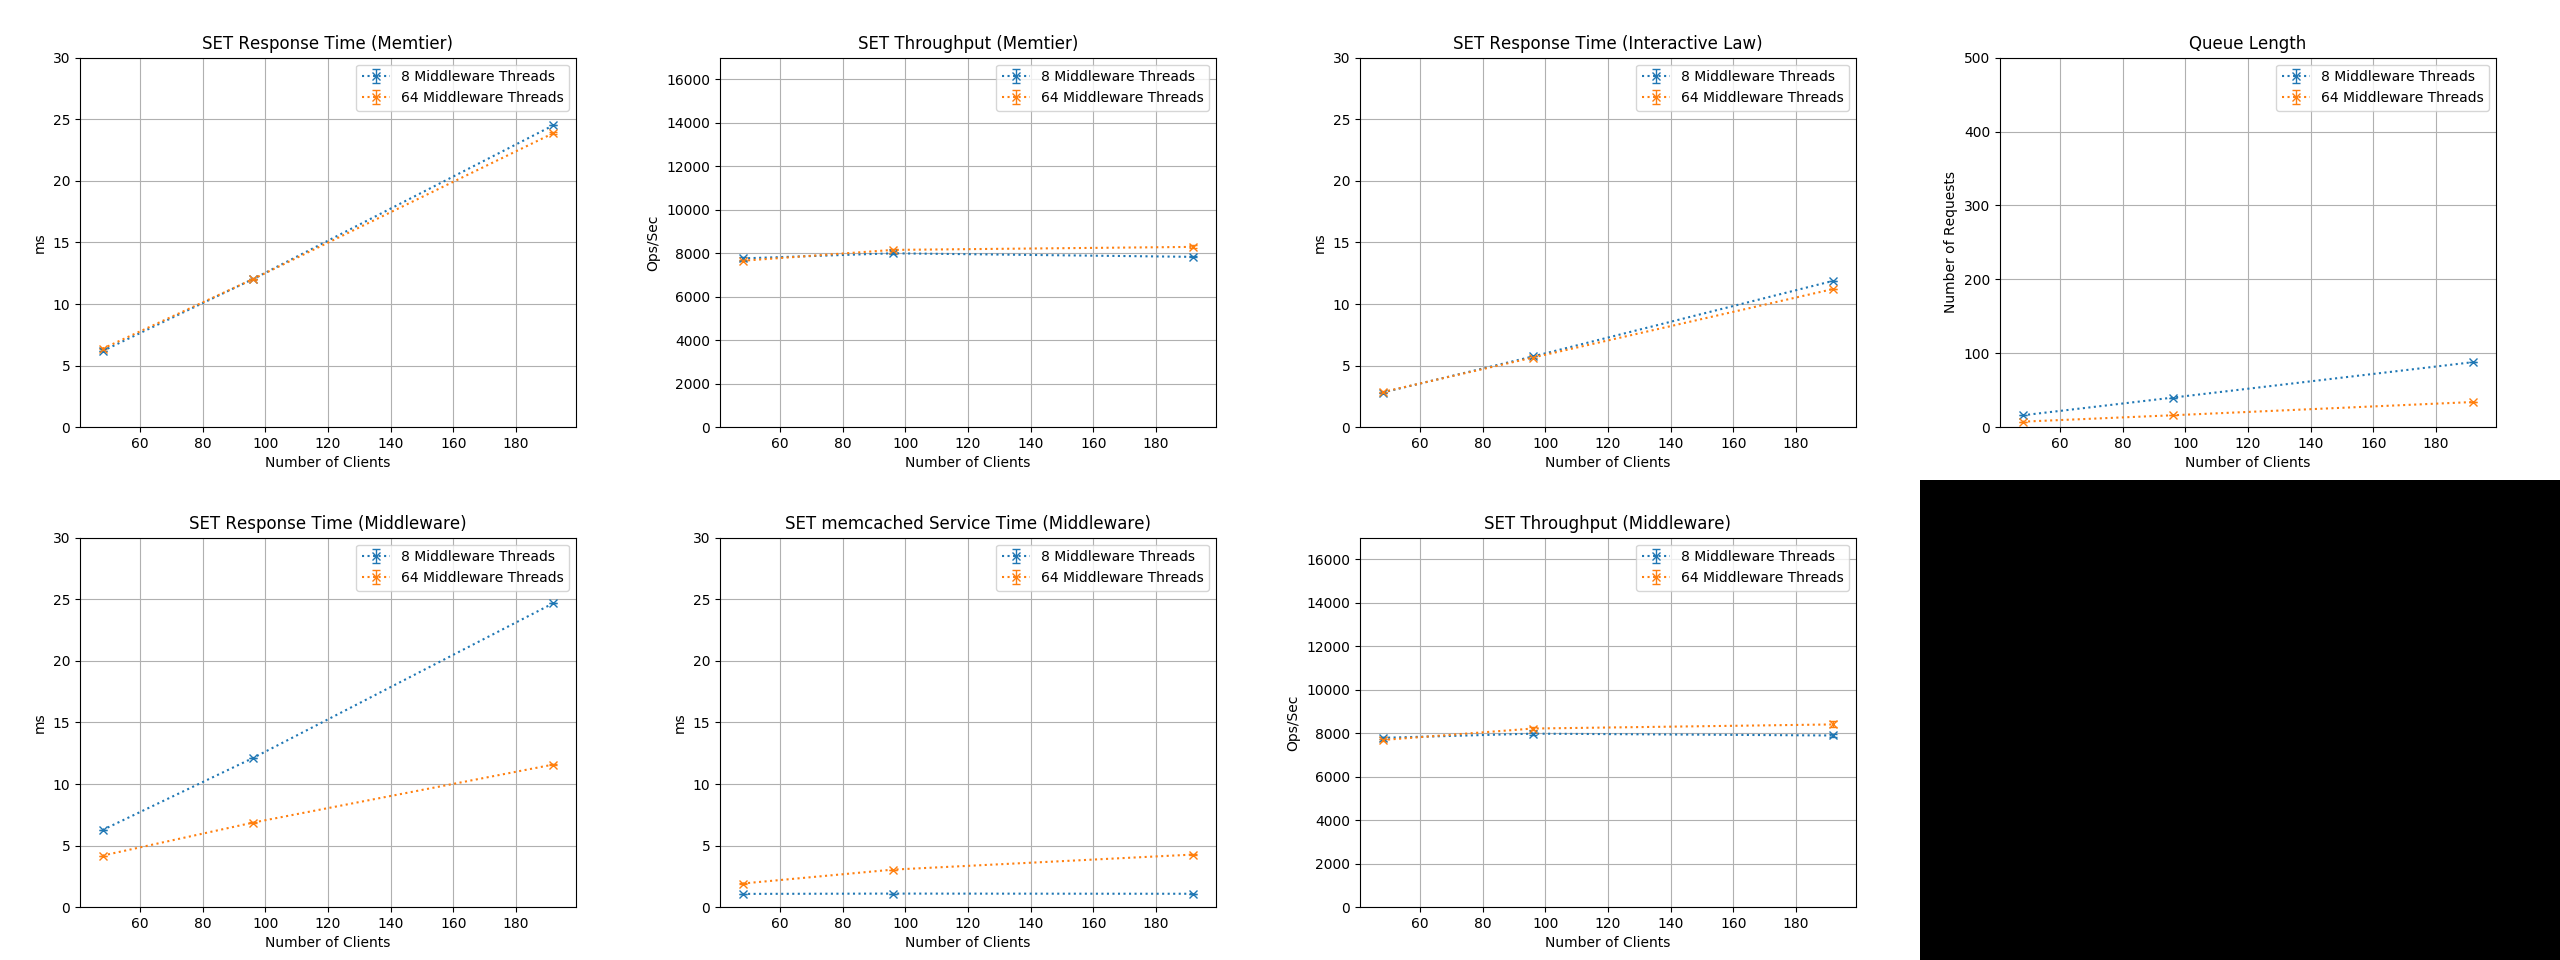 SET Response Time (Memtier)
30
25
20
15
10
5
0
ms
8 Middleware Threads
64 Middleware Threads
60 80 100 120 140 160 180
Number of Clients
SET Throughput (Memtier)
16000
14000
12000
10000
8000
6000
4000
2000
0
Ops/Sec
8 Middleware Threads
64 Middleware Threads
60 80 100 120 140 160 180
Number of Clients
SET Response Time (Interactive Law)
30
25
20
15
10
5
0
ms
8 Middleware Threads
64 Middleware Threads
60 80 100 120 140 160 180
Number of Clients
Queue Length
500
400
300
200
100
0
Number of Requests
8 Middleware Threads
64 Middleware Threads
60 80 100 120 140 160 180
Number of Clients
SET Response Time (Middleware)
30
25
20
15
10
5
0
ms
8 Middleware Threads
64 Middleware Threads
60 80 100 120 140 160 180
Number of Clients
SET memcached Service Time (Middleware)
30
25
20
15
10
5
0
ms
8 Middleware Threads
64 Middleware Threads
60 80 100 120 140 160 180
Number of Clients
SET Throughput (Middleware)
16000
14000
12000
10000
8000
6000
4000
2000
0
Ops/Sec
8 Middleware Threads
64 Middleware Threads
60 80 100 120 140 160 180
Number of Clients